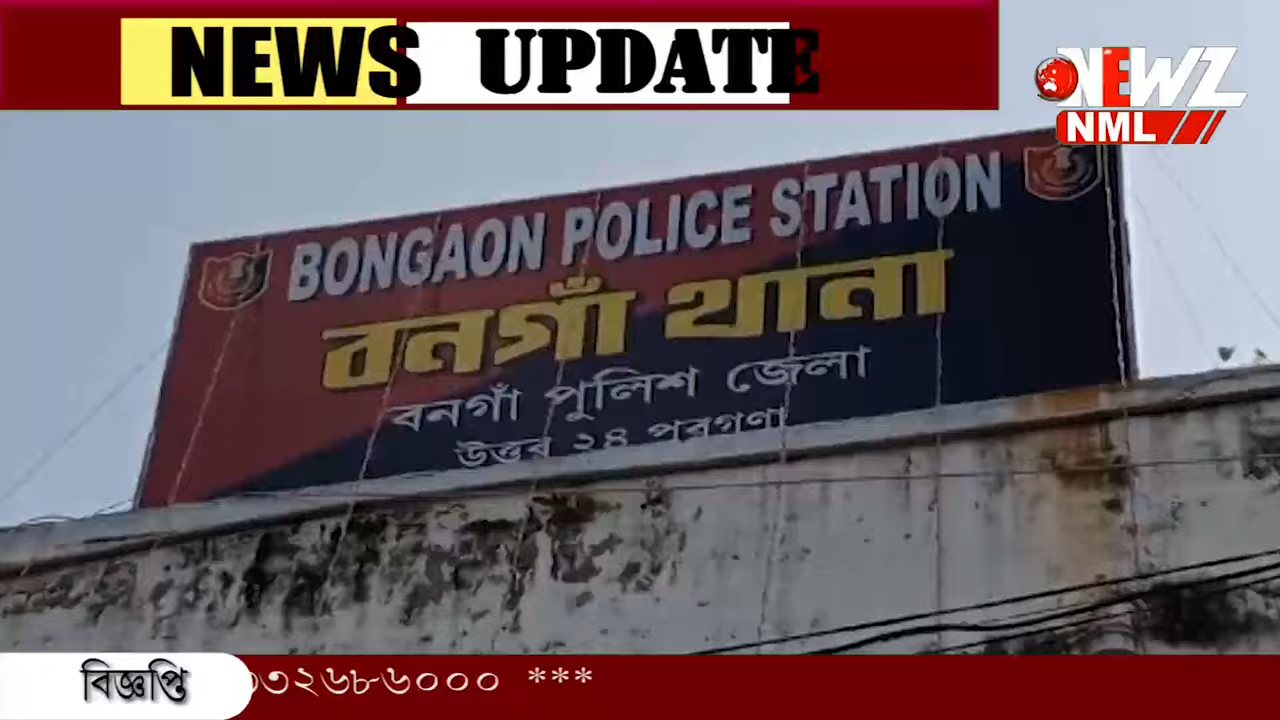 NEWS UPDATE
NEWZ
NML
BONGAON POLICE STATION
বনগাঁ থানা
বনগাঁ পুলিশ জেলা
উত্তর ২৪ পরগণা
বিজ্ঞপ্তি
৩২৬৮৬০০০ ***